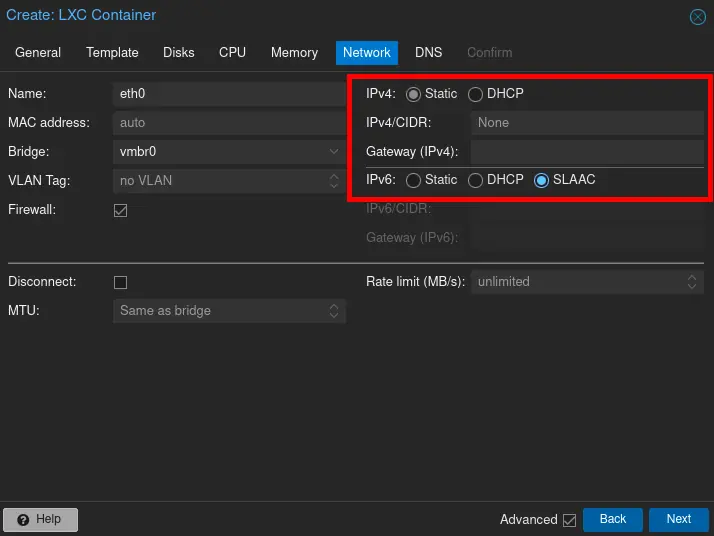 Create: LXC Container
General Template Disks CPU Memory Network DNS Confirm
Name: eth0
MAC address: auto
Bridge: vmbr0
VLAN Tag: no VLAN
Firewall:
IPv4: Static DHCP
IPv4/CIDR: None
Gateway (IPv4):
IPv6: Static DHCP SLAAC
IPv6/CIDR:
Gateway (IPv6):
Disconnect:
MTU: Same as bridge
Rate limit (MB/s): unlimited
Help Advanced Back Next